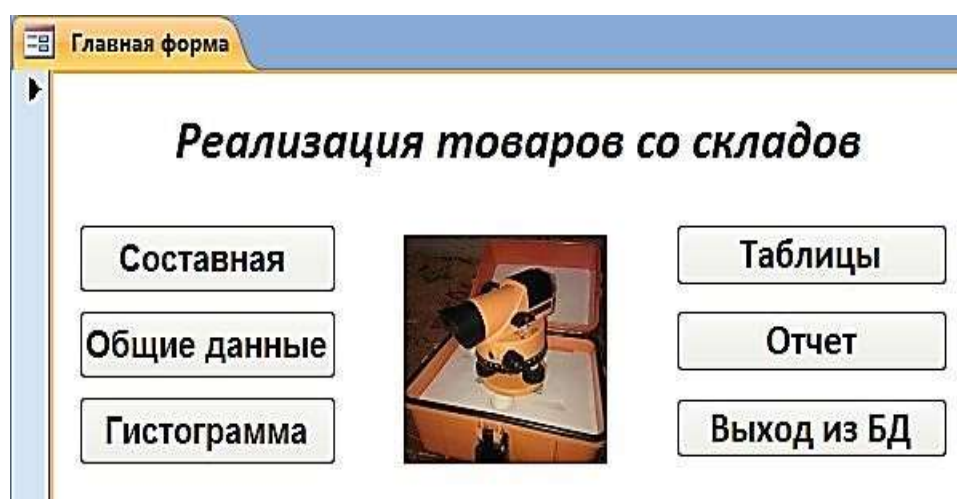 Главная форма
Реализация товаров со складов
Составная
Общие данные
Гистограмма
Таблицы
Отчет
Выход из БД